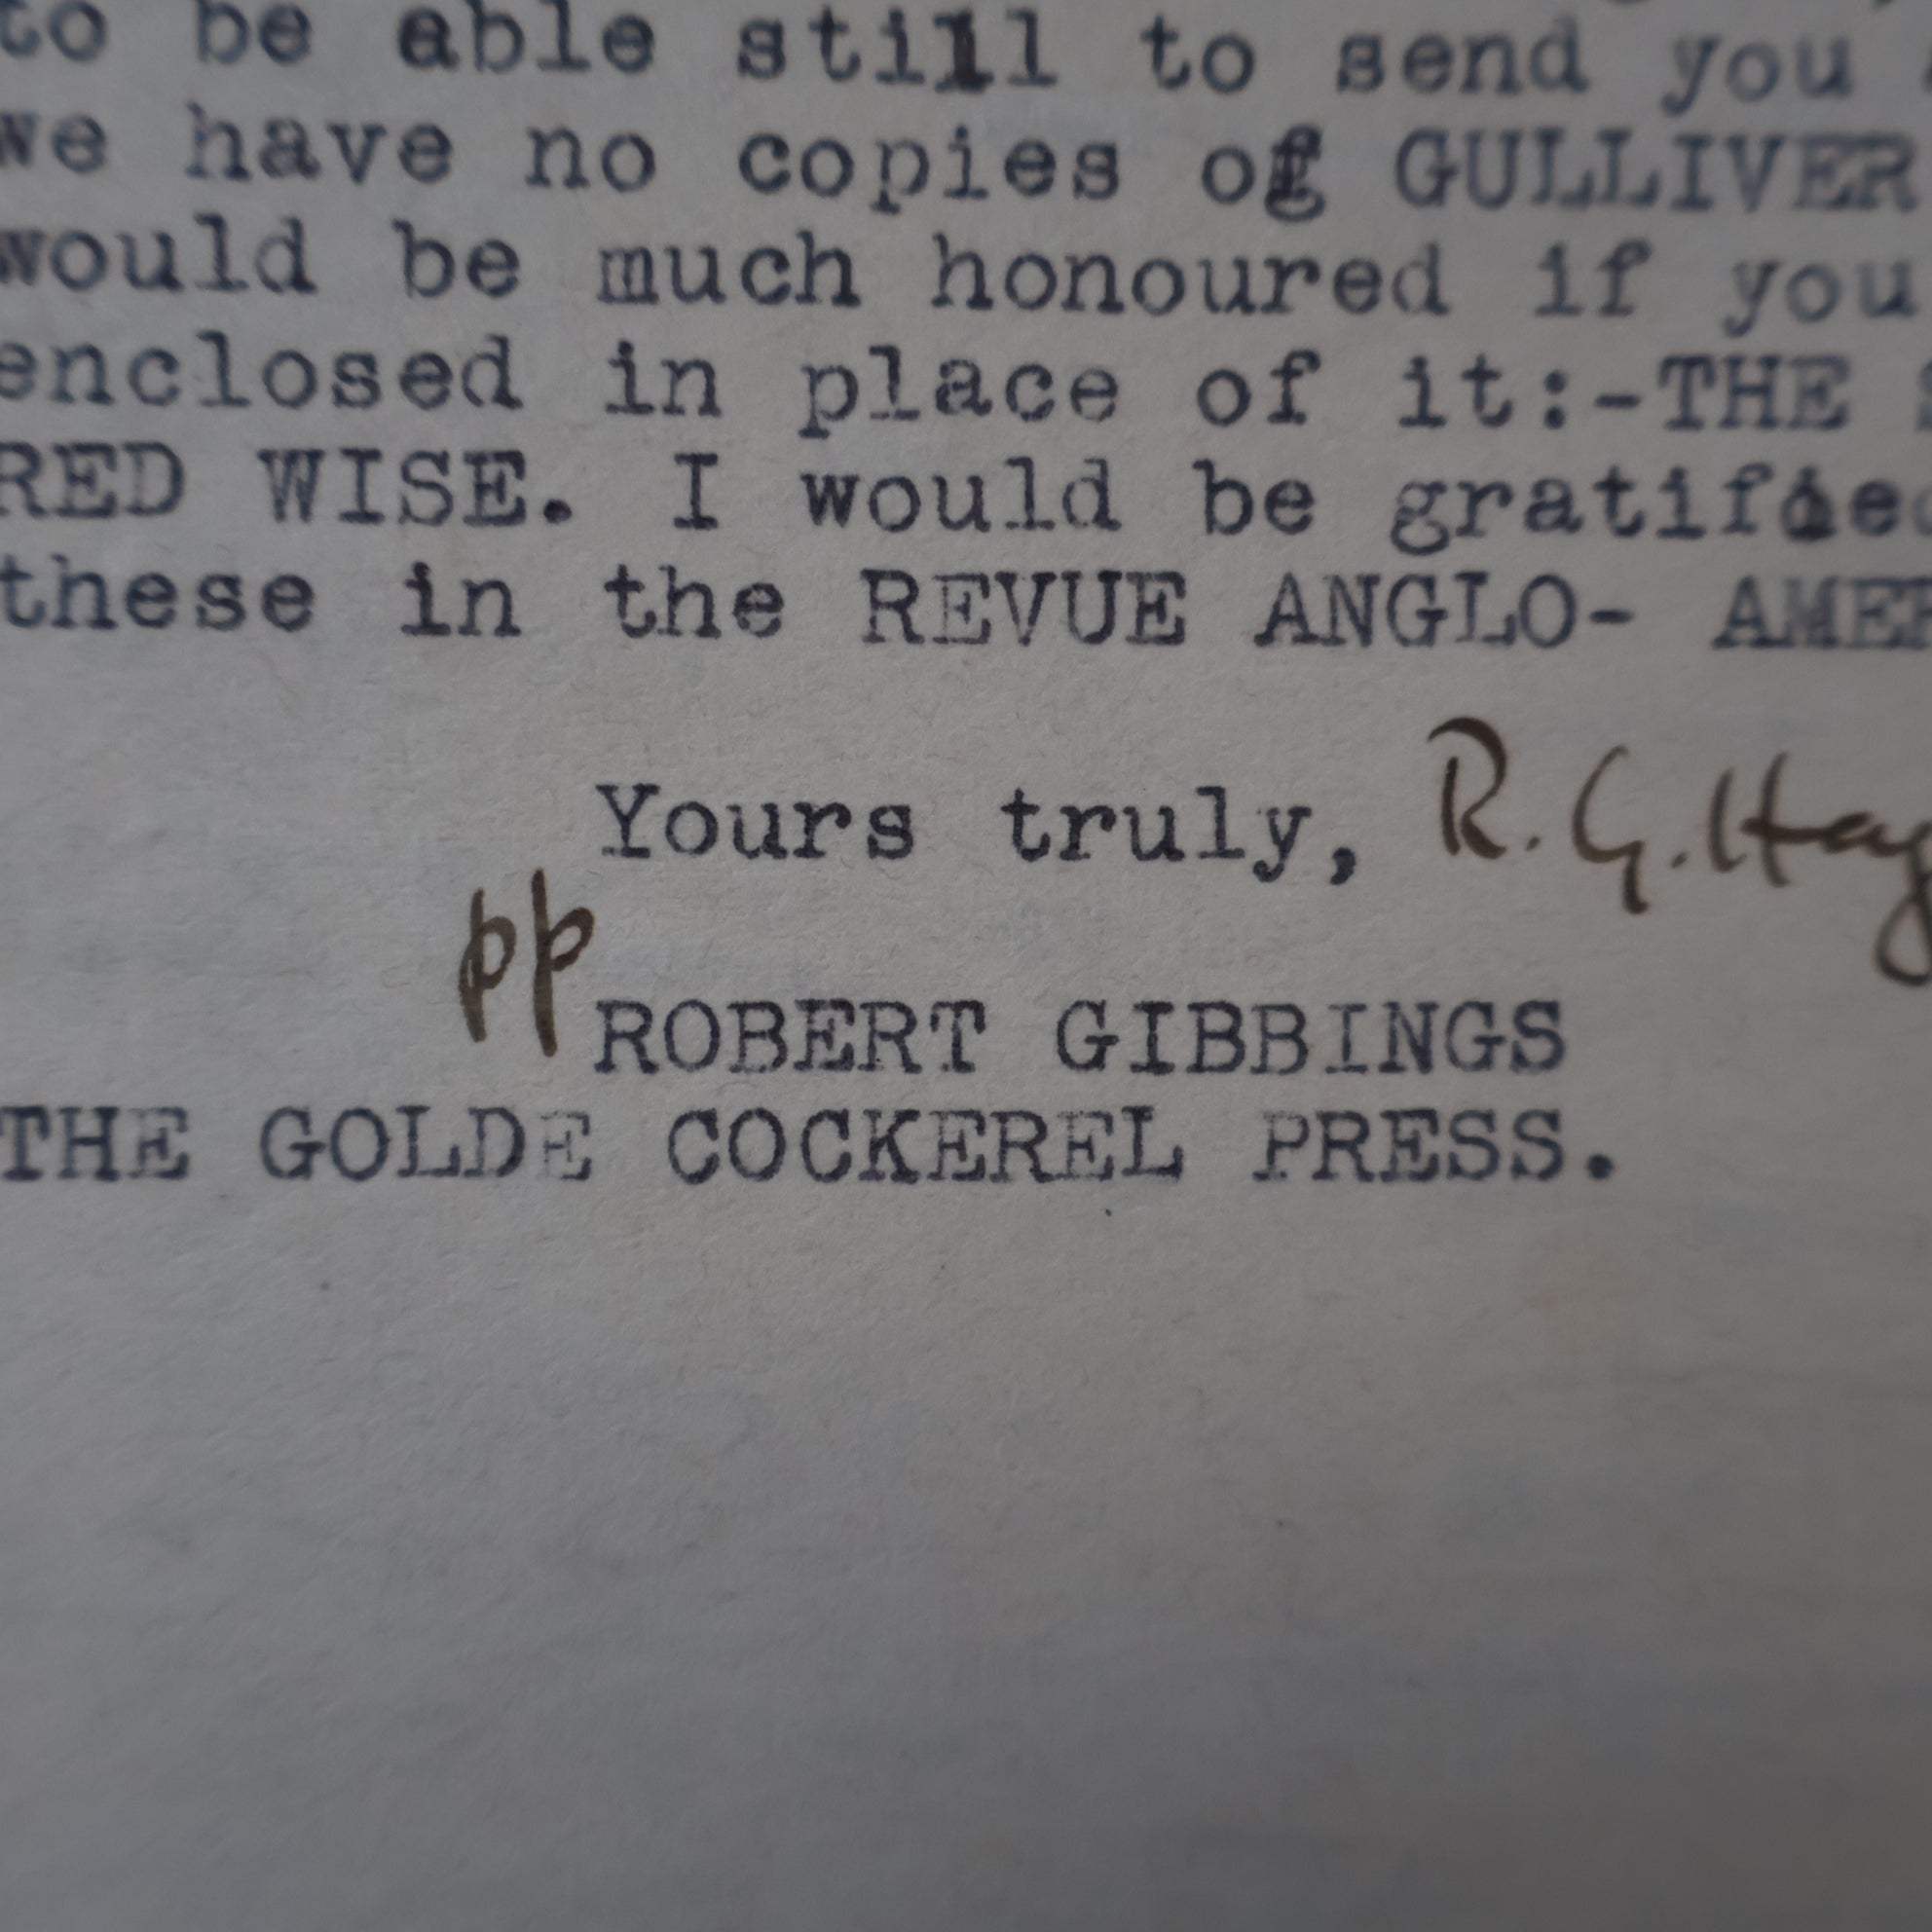 to be able still to send you
we have no copies of GULLIVER
would be much honoured if you
enclosed in place of it:-THE
RED WISE. I would be gratified
these in the REVUE ANGLO- AMER
Yours truly, R. G. Hay
pp
ROBERT GIBBINGS
THE GOLDE COCKEREL PRESS.